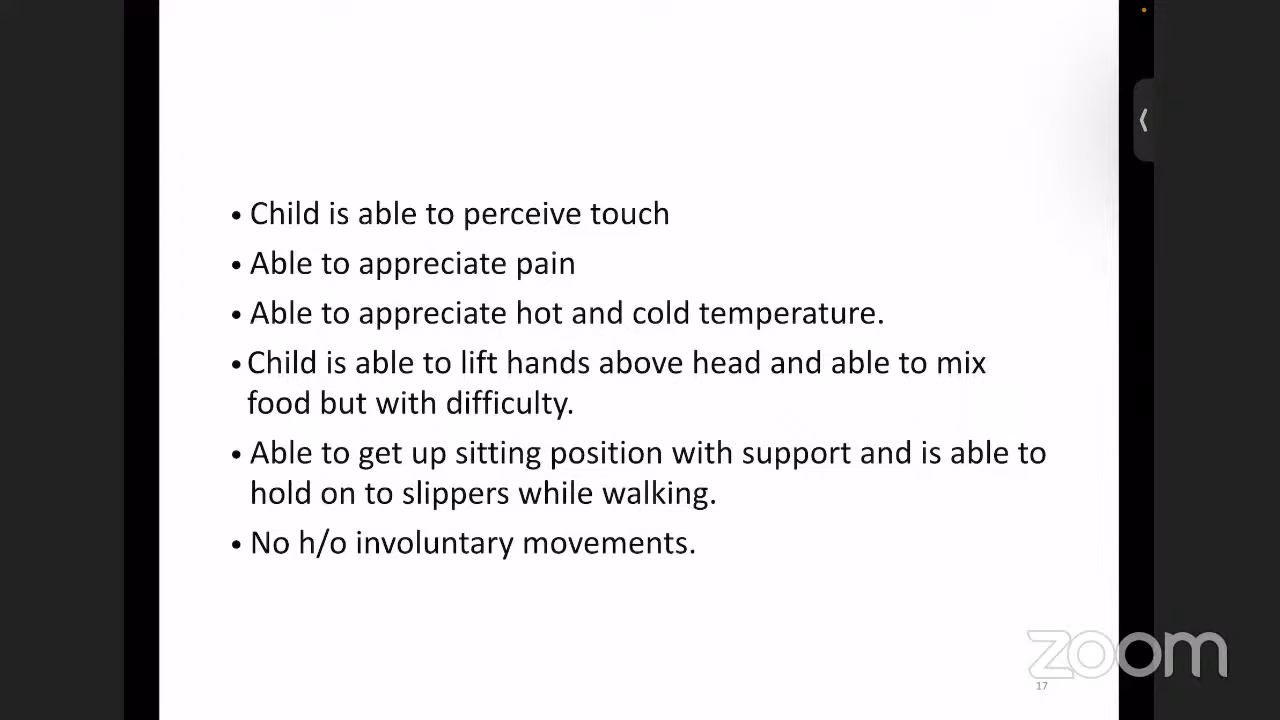 • Child is able to perceive touch
• Able to appreciate pain
• Able to appreciate hot and cold temperature.
• Child is able to lift hands above head and able to mix
food but with difficulty.
• Able to get up sitting position with support and is able to
hold on to slippers while walking.
• No h/o involuntary movements.
zoom
17